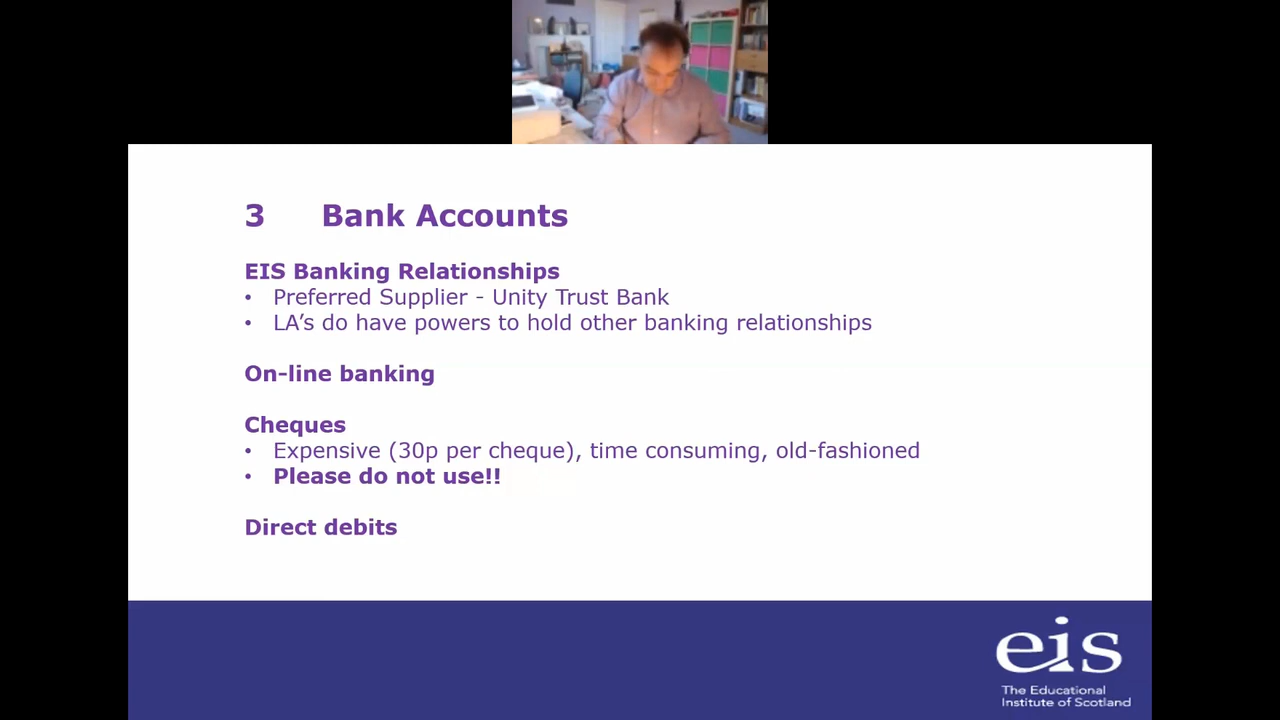 3 Bank Accounts
EIS Banking Relationships
• Preferred Supplier - Unity Trust Bank
• LA’s do have powers to hold other banking relationships
On-line banking
Cheques
• Expensive (30p per cheque), time consuming, old-fashioned
• Please do not use!!
Direct debits
eis
The Educational
Institute of Scotland